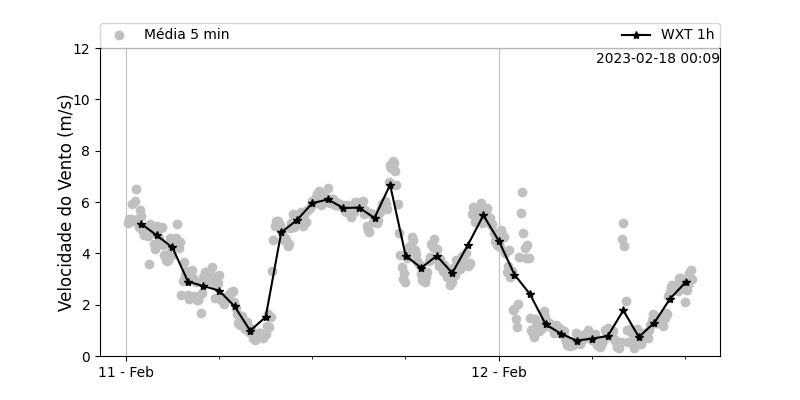 Média 5 min
WXT 1h
2023-02-18 00:09
Velocidade do Vento (m/s)
12
10
8
6
4
2
0
11 - Feb
12 - Feb